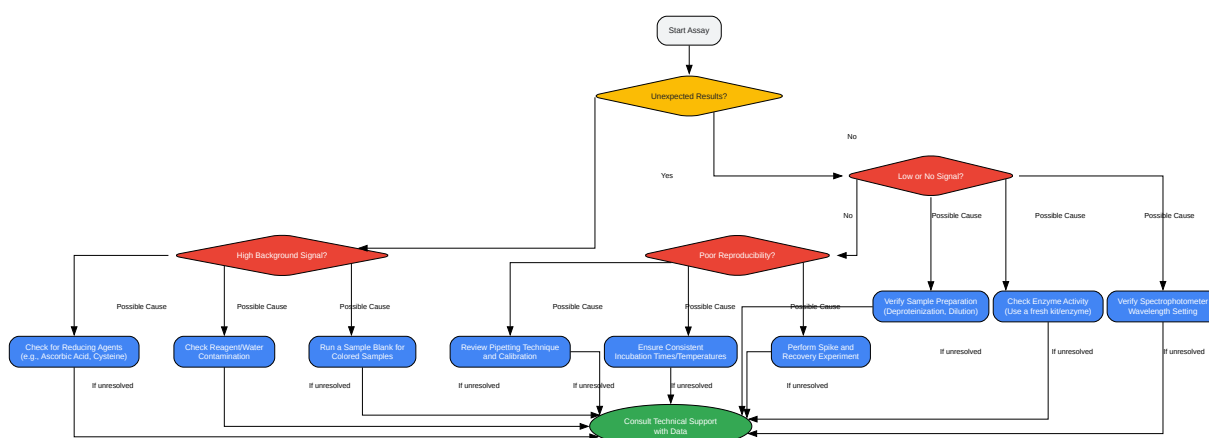 Start Assay
Unexpected Results?
No
Yes
Low or No Signal?
No
Possible Cause
Possible Cause
Possible Cause
High Background Signal?
Poor Reproducibility?
Possible Cause
Possible Cause
Possible Cause
Possible Cause
Possible Cause
Possible Cause
Verify Sample Preparation
(Deproteinization, Dilution)
Check Enzyme Activity
(Use a fresh kit/enzyme)
Verify Spectrophotometer
Wavelength Setting
Check for Reducing Agents
(e.g., Ascorbic Acid, Cysteine)
Check Reagent/Water
Contamination
Run a Sample Blank for
Colored Samples
Review Pipetting Technique
and Calibration
Ensure Consistent
Incubation Times/Temperatures
Perform Spike and
Recovery Experiment
If unresolved
If unresolved
If unresolved
If unresolved
If unresolved
If unresolved
If unresolved
If unresolved
If unresolved
Consult Technical Support
with Data